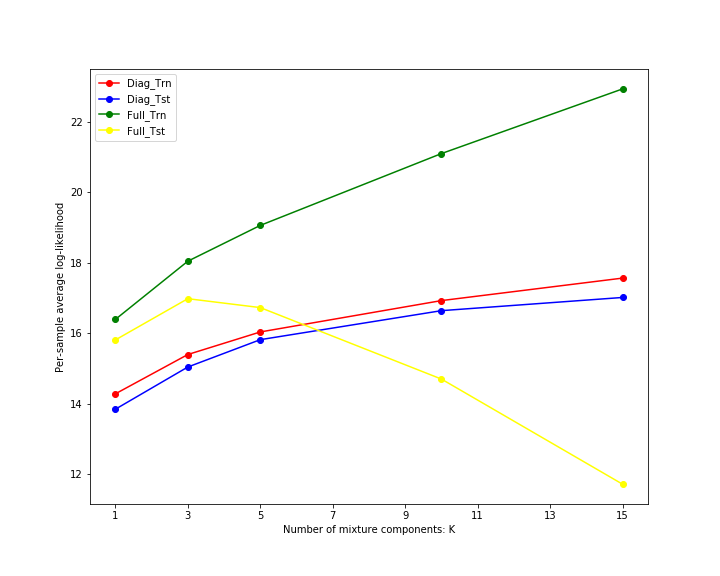 Diag_Trn
Diag_Tst
Full_Trn
Full_Tst
22
20
18
16
14
12
Per-sample average log-likelihood
1 3 5 7 9 11 13 15
Number of mixture components: K